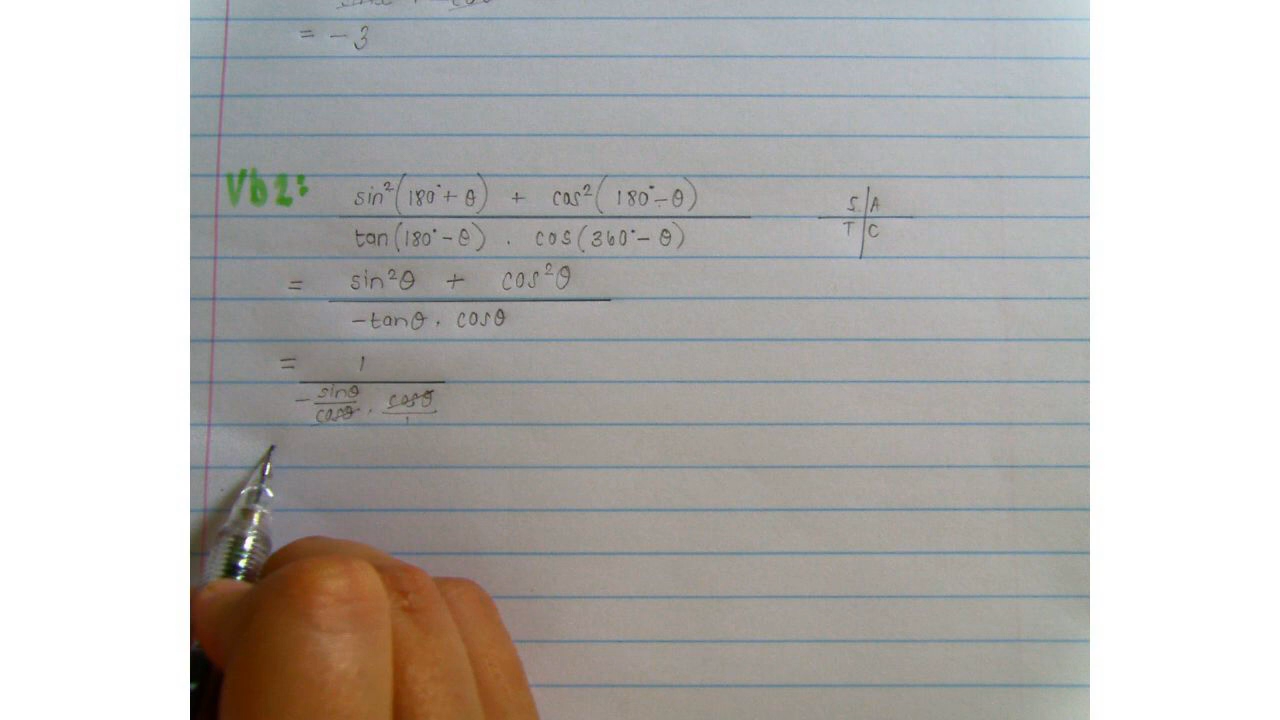 = -3
Vb2:
sin²(180°+θ) + cos²(180°-θ)
tan(180°-θ) . cos(360°-θ)
S A
T C
= sin²θ + cos²θ
-tanθ . cosθ
= 1
- sinθ . cosθ
cosθ 1